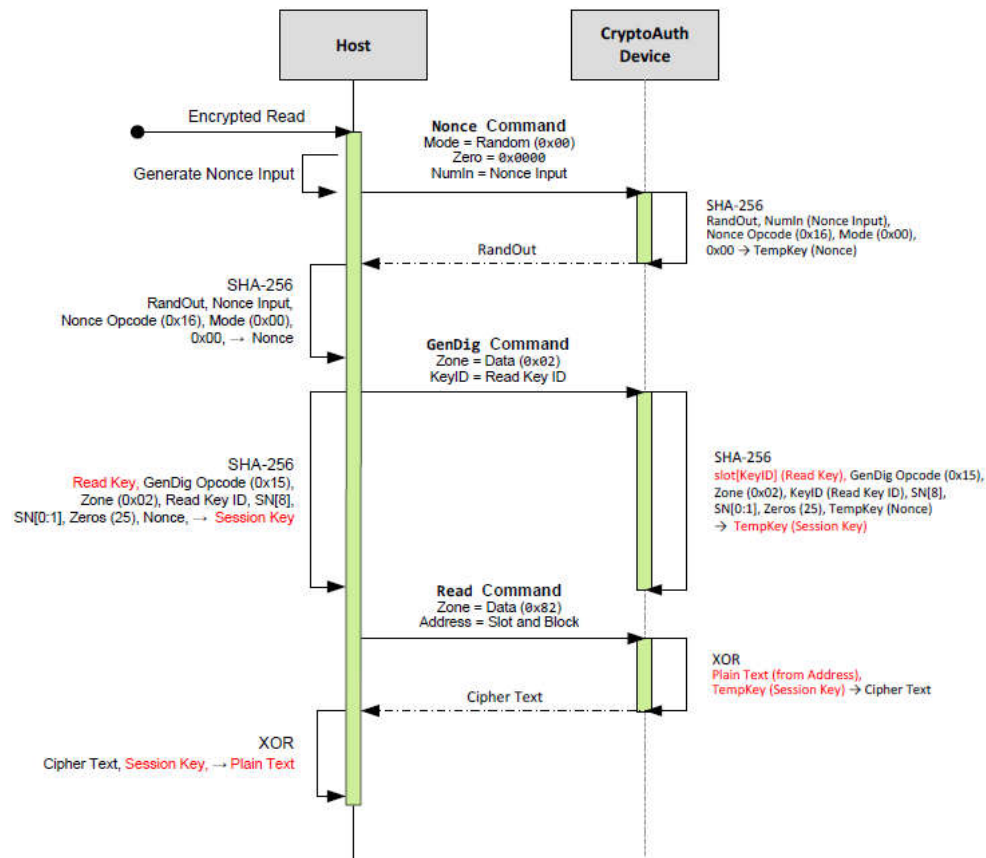 Host
CryptoAuth
Device
Encrypted Read
Nonce Command
Mode = Random (0x00)
Zero = 0x0000
NumIn = Nonce Input
Generate Nonce Input
SHA-256
RandOut, NumIn (Nonce Input),
Nonce Opcode (0x16), Mode (0x00),
0x00 → TempKey (Nonce)
RandOut
SHA-256
RandOut, Nonce Input,
Nonce Opcode (0x16), Mode (0x00),
0x00, → Nonce
GenDig Command
Zone = Data (0x02)
KeyID = Read Key ID
SHA-256
Read Key, GenDig Opcode (0x15),
Zone (0x02), Read Key ID, SN[8],
SN[0:1], Zeros (25), Nonce, → Session Key
SHA-256
slot[KeyID] (Read Key), GenDig Opcode (0x15),
Zone (0x02), KeyID (Read Key ID), SN[8],
SN[0:1], Zeros (25), TempKey (Nonce)
→ TempKey (Session Key)
Read Command
Zone = Data (0x82)
Address = Slot and Block
XOR
Plain Text (from Address),
TempKey (Session Key) → Cipher Text
Cipher Text
XOR
Cipher Text, Session Key, → Plain Text